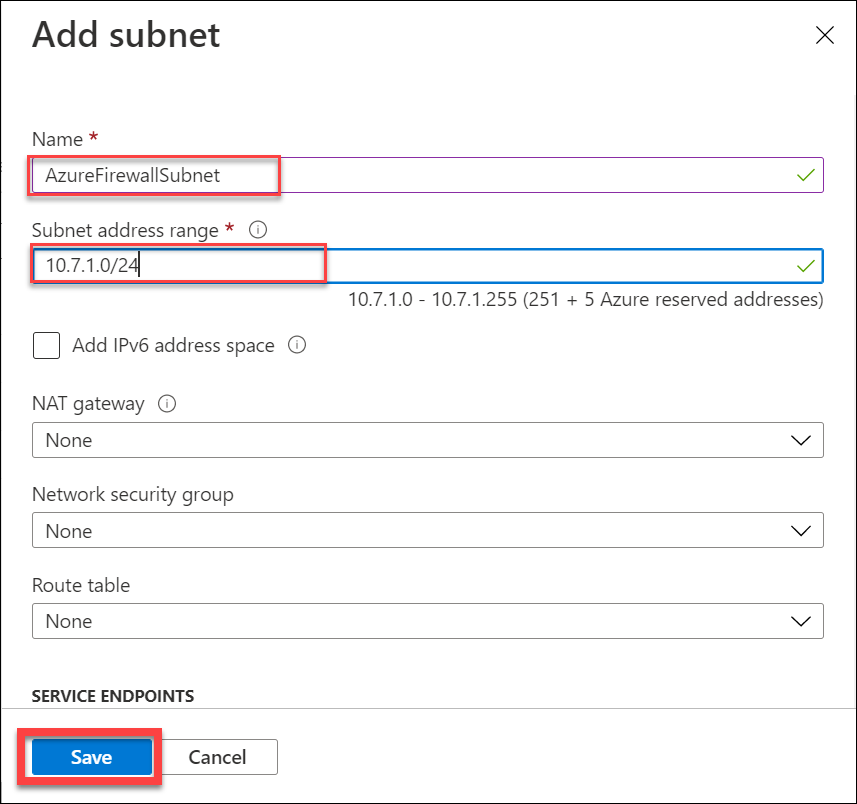 Add subnet
Name *
AzureFirewallSubnet
Subnet address range *
10.7.1.0/24
10.7.1.0 - 10.7.1.255 (251 + 5 Azure reserved addresses)
Add IPv6 address space
NAT gateway
None
Network security group
None
Route table
None
SERVICE ENDPOINTS
Save Cancel